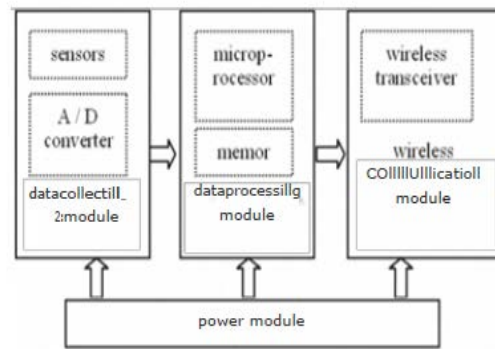 sensors
A / D
converter
datacollectill_
2:module
microp-
rocessor
memor
dataprocessillg
module
wireless
transceiver
wireless
COlllllUlllicatioll
module
power module